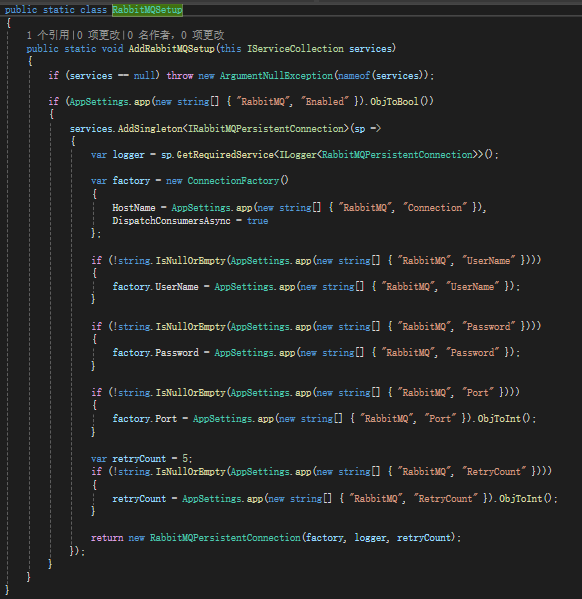 public static class RabbitMQSetup
{
1 个引用|0 项更改|0 名作者，0 项更改
public static void AddRabbitMQSetup(this IServiceCollection services)
{
if (services == null) throw new ArgumentNullException(nameof(services));
if (AppSettings.app(new string[] { "RabbitMQ", "Enabled" }).ObjToBool())
{
services.AddSingleton<IRabbitMQPersistentConnection>(sp =>
{
var logger = sp.GetRequiredService<ILogger<RabbitMQPersistentConnection>>();
var factory = new ConnectionFactory()
{
HostName = AppSettings.app(new string[] { "RabbitMQ", "Connection" }),
DispatchConsumersAsync = true
};
if (!string.IsNullOrEmpty(AppSettings.app(new string[] { "RabbitMQ", "UserName" })))
{
factory.UserName = AppSettings.app(new string[] { "RabbitMQ", "UserName" });
}
if (!string.IsNullOrEmpty(AppSettings.app(new string[] { "RabbitMQ", "Password" })))
{
factory.Password = AppSettings.app(new string[] { "RabbitMQ", "Password" });
}
if (!string.IsNullOrEmpty(AppSettings.app(new string[] { "RabbitMQ", "Port" })))
{
factory.Port = AppSettings.app(new string[] { "RabbitMQ", "Port" }).ObjToInt();
}
var retryCount = 5;
if (!string.IsNullOrEmpty(AppSettings.app(new string[] { "RabbitMQ", "RetryCount" })))
{
retryCount = AppSettings.app(new string[] { "RabbitMQ", "RetryCount" }).ObjToInt();
}
return new RabbitMQPersistentConnection(factory, logger, retryCount);
});
}
}
}